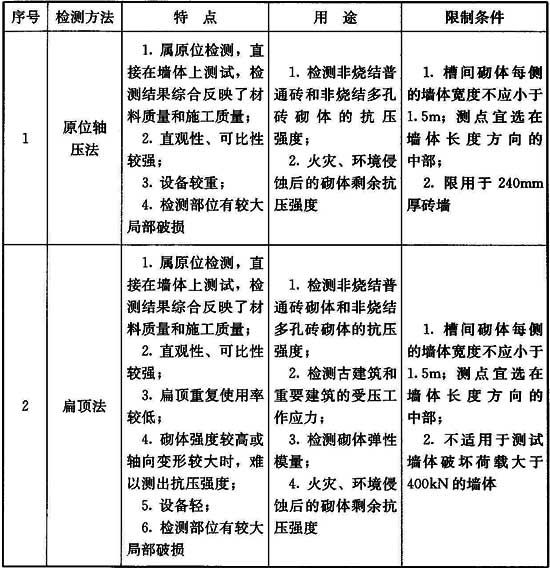 序号 检测方法 特 点 用 途 限制条件
1
原位轴
压法
1. 属原位检测，直
接在墙体上测试，检
测结果综合反映了材
料质量和施工质量；
2. 直观性、可比性
较强；
3. 设备较重；
4. 检测部位有较大
局部破损
1. 检测非烧结普
通砖和非烧结多孔
砖砌体的抗压
强度；
2. 火灾、环境侵
蚀后的砌体剩余抗
压强度
1. 槽间砌体每侧
的墙体宽度不应小于
1.5m；测点宜选在
墙体长度方向的
中部；
2. 限用于 240mm
厚砖墙
2
扁顶法
1. 属原位检测，直
接在墙体上测试，检
测结果综合反映了材
料质量和施工质量；
2. 直观性、可比性
较强；
3. 扁顶重复使用率
较低；
4. 砌体强度较高或
轴向变形较大时，难
以测出抗压强度；
5. 设备轻；
6. 检测部位有较大
局部破损
1. 检测非烧结普
通砖砌体和非烧结
多孔砖砌体的抗压
强度；
2. 检测古建筑和
重要建筑的受压工
作应力；
3. 检测砌体弹性
模量；
4. 火灾、环境侵
蚀后的砌体剩余抗
压强度
1. 槽间砌体每侧
的墙体宽度不应小于
1.5m；测点宜选在
墙体长度方向的
中部；
2. 不适用于测试
墙体破坏荷载大于
400kN 的墙体